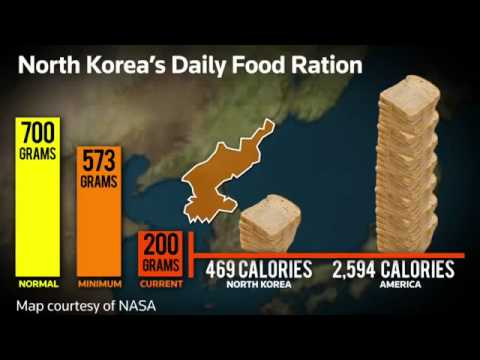 North Korea's Daily Food Ration
700
GRAMS
573
GRAMS
200
GRAMS
NORMAL
MINIMUM
CURRENT
469 CALORIES
NORTH KOREA
2,594 CALORIES
AMERICA
Map courtesy of NASA